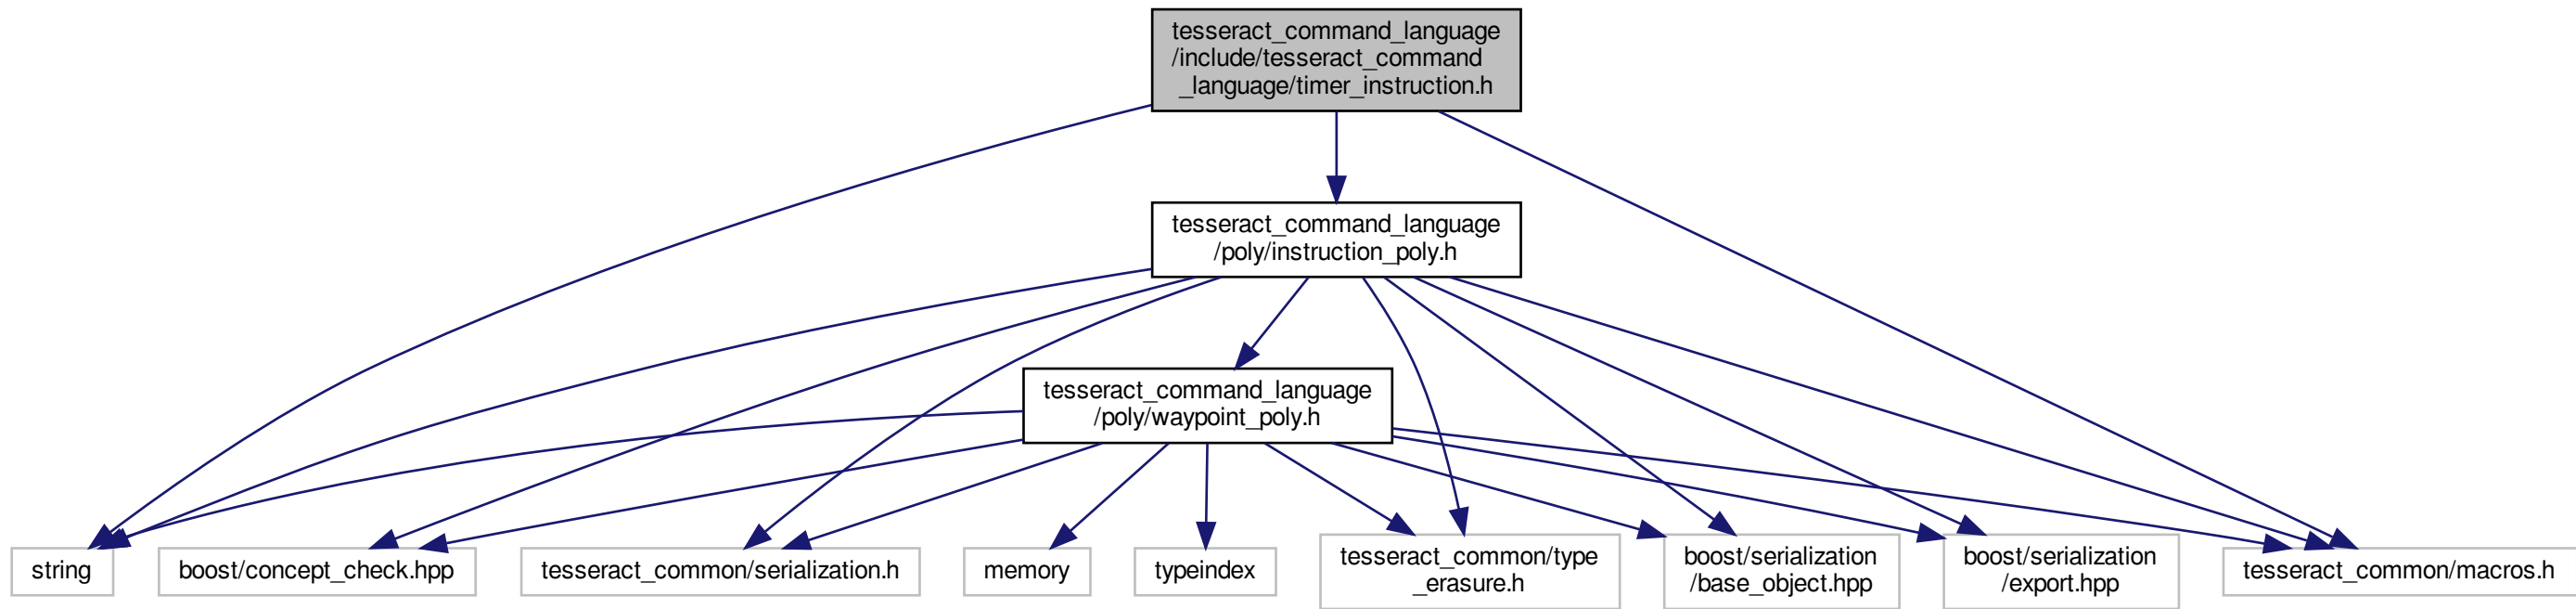 tesseract_command_language
/include/tesseract_command
_language/timer_instruction.h
tesseract_command_language
/poly/instruction_poly.h
tesseract_command_language
/poly/waypoint_poly.h
string
boost/concept_check.hpp
tesseract_common/serialization.h
memory
typeindex
tesseract_common/type
_erasure.h
boost/serialization
/base_object.hpp
boost/serialization
/export.hpp
tesseract_common/macros.h